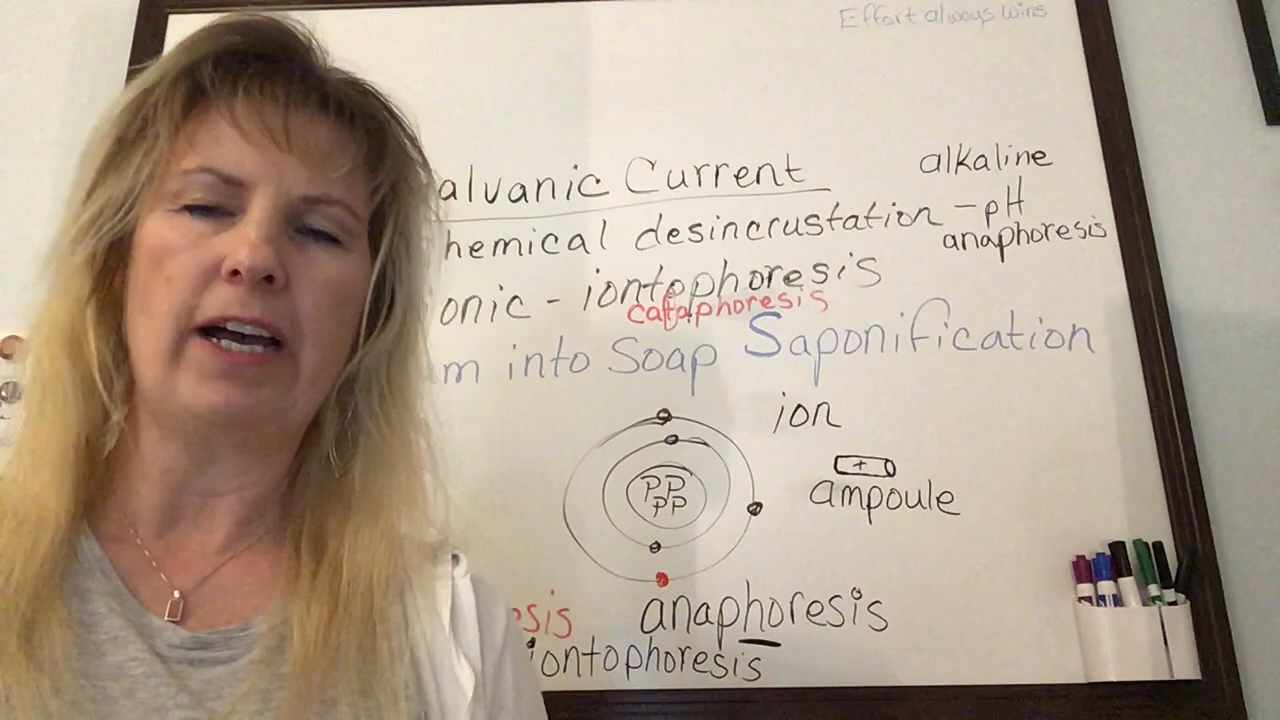 Effort always wins
alvanic Current
alkaline
hemical desincrustation - pH
anaphoresis
onic - iontophoresis
cataphoresis
m into Soap Saponification
ion
PP
PP
+
ampoule
esis anaphoresis
iontophoresis